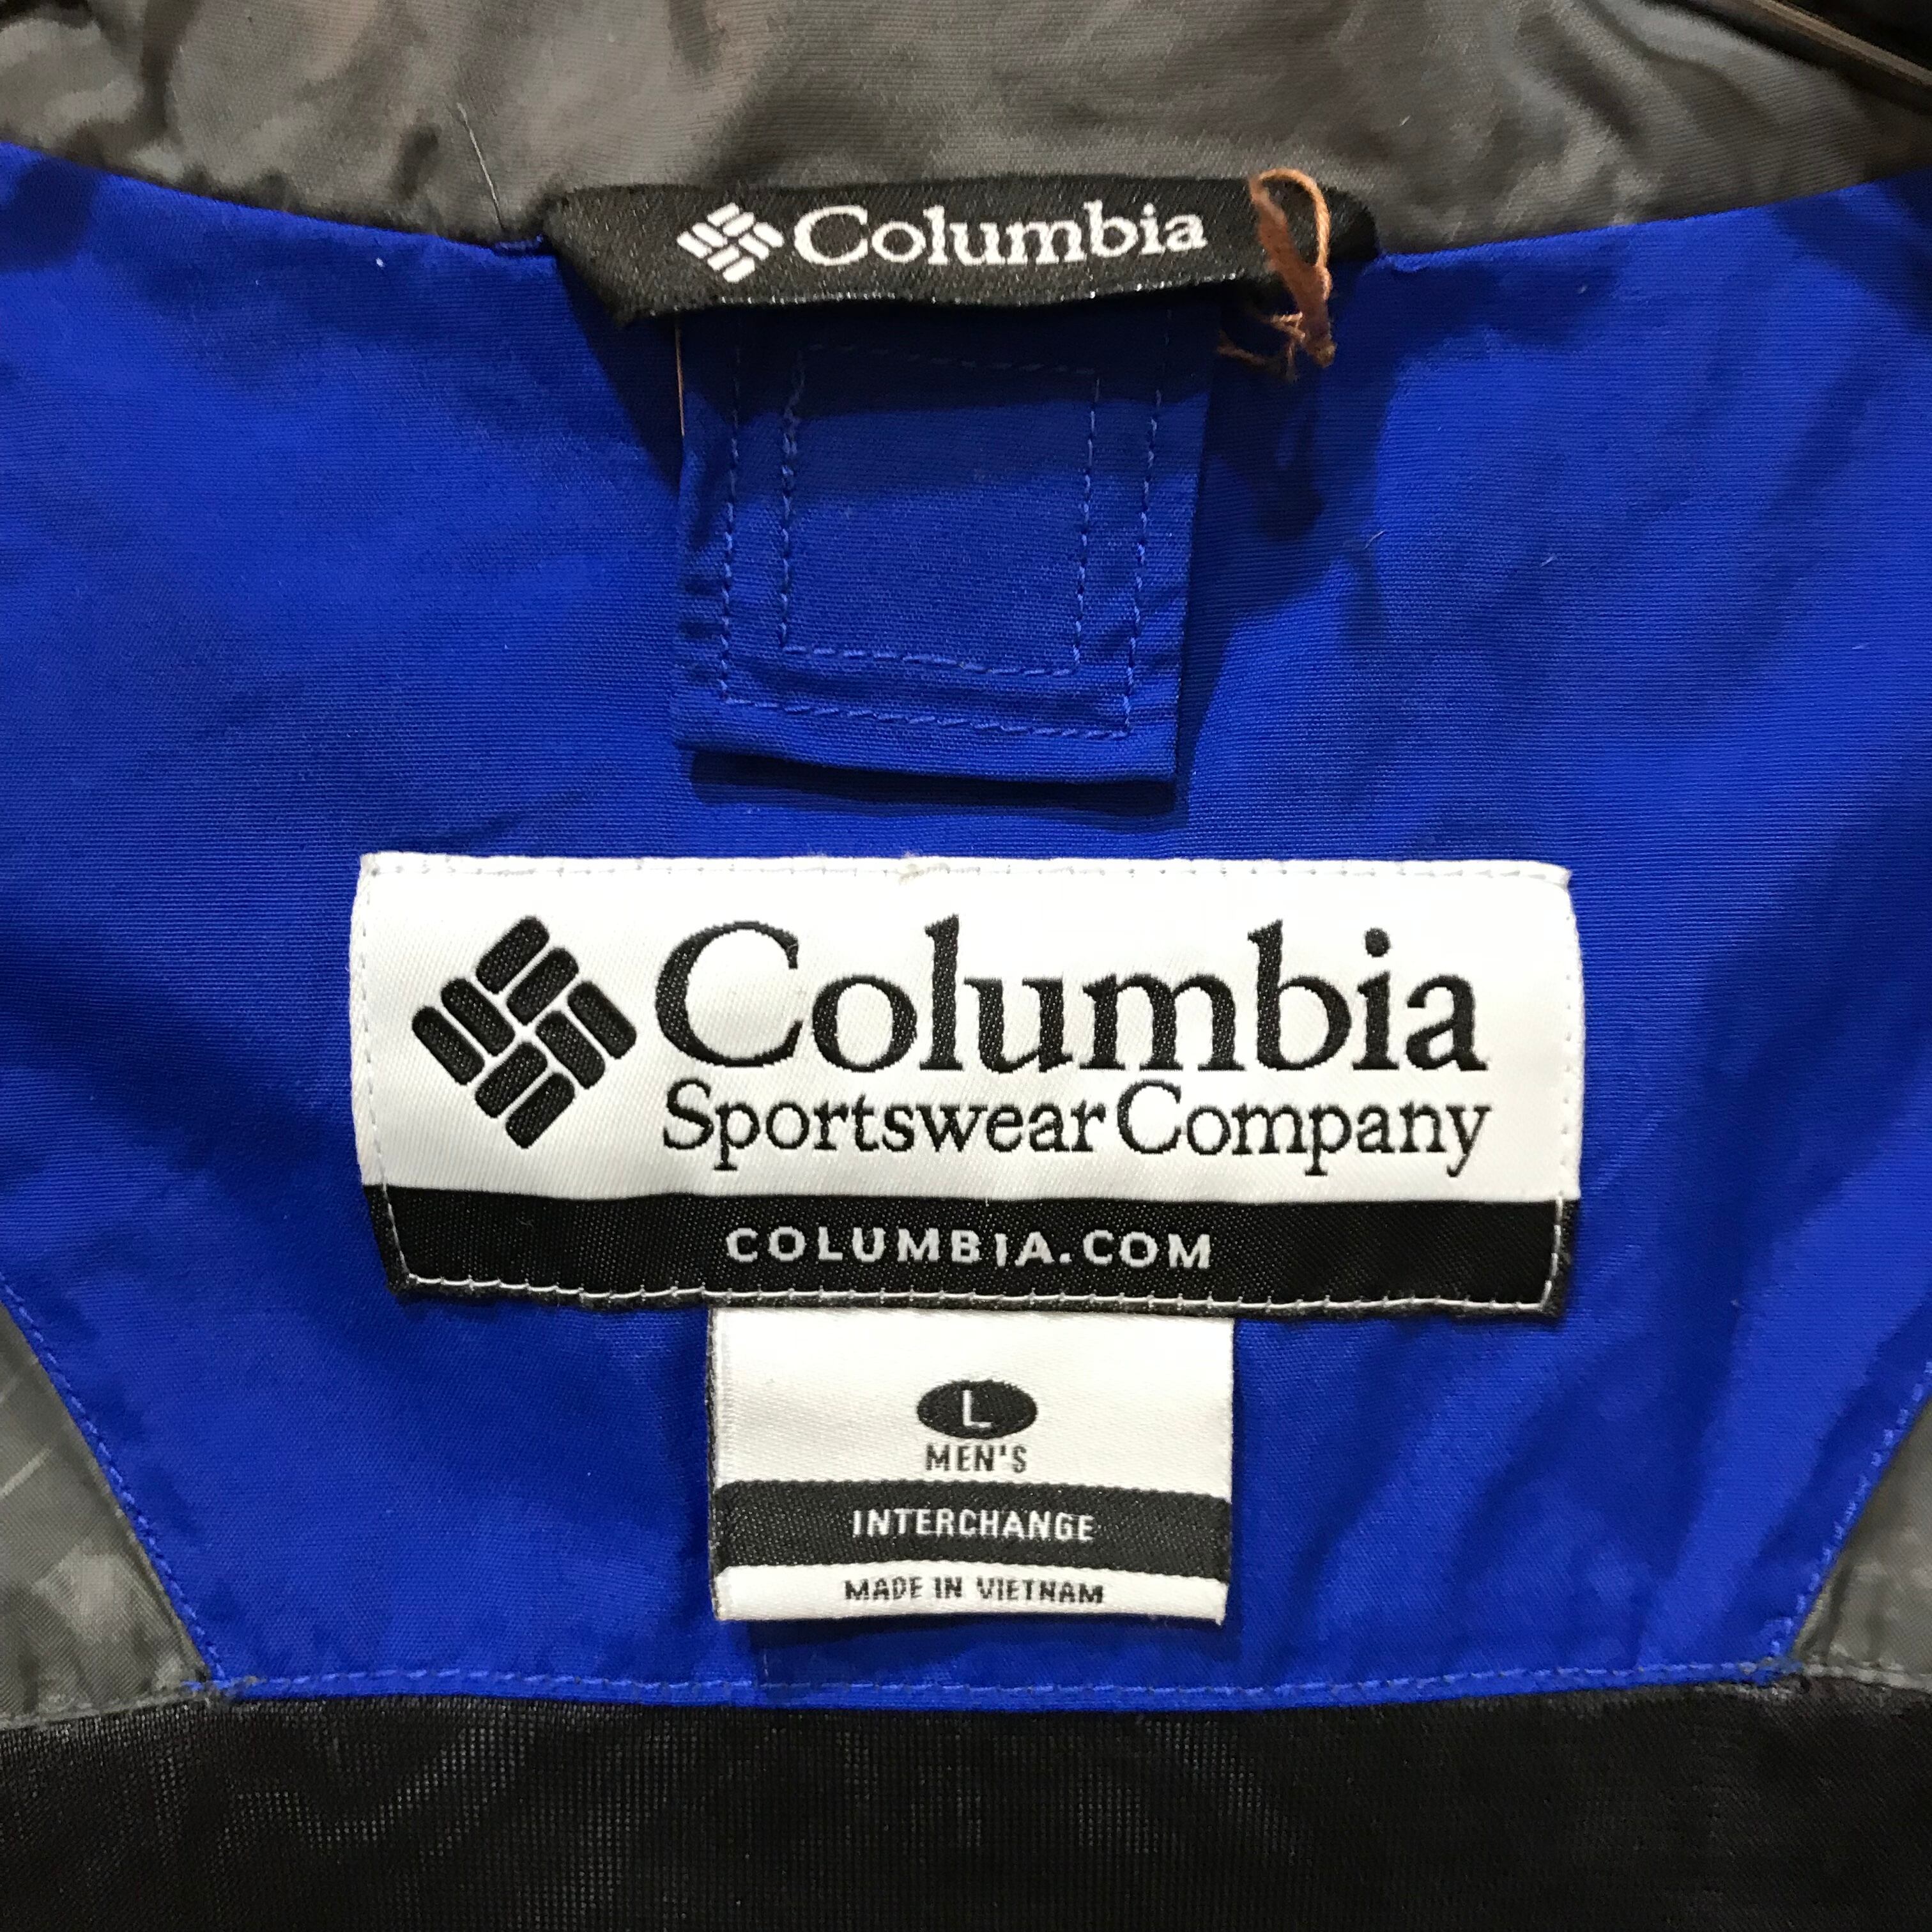 Columbia
Columbia
Sportswear Company
COLUMBIA.COM
L
MEN'S
INTERCHANGE
MADE IN VIETNAM